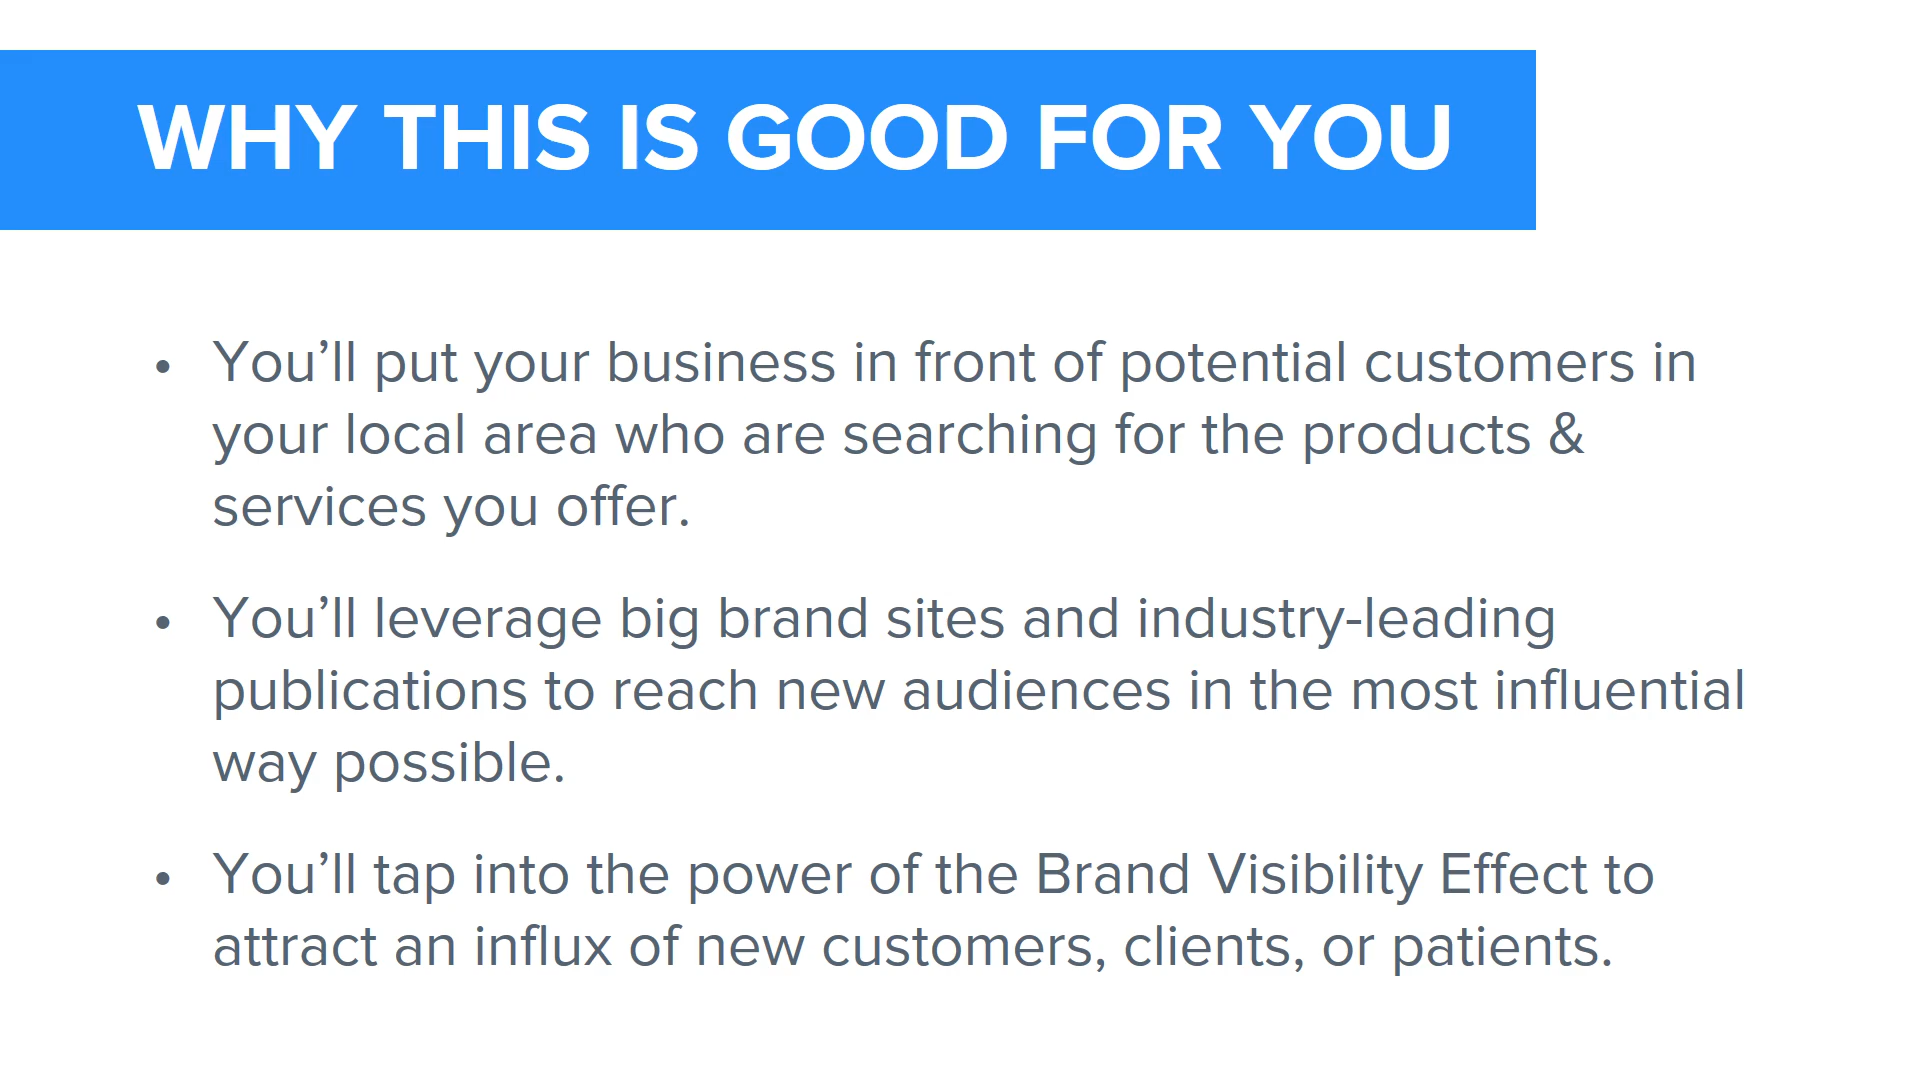 WHY THIS IS GOOD FOR YOU
• You’ll put your business in front of potential customers in
your local area who are searching for the products &
services you offer.
• You’ll leverage big brand sites and industry-leading
publications to reach new audiences in the most influential
way possible.
• You’ll tap into the power of the Brand Visibility Effect to
attract an influx of new customers, clients, or patients.